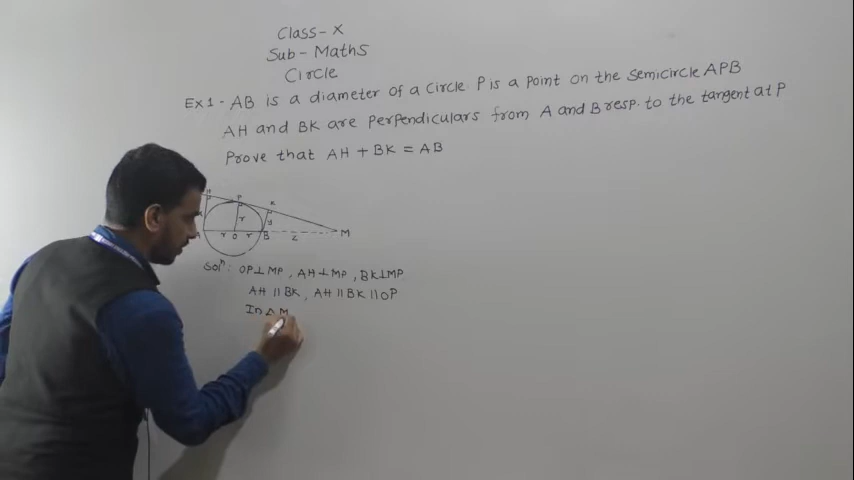 Class - X
Sub - Maths
Circle
Ex 1 - AB is a diameter of a Circle. P is a Point on the Semicircle APB
AH and BK are Perpendiculars from A and B resp. to the tangent at P
Prove that AH + BK = AB
H P K
x r y
A r O r B z M
Solⁿ: OP⊥MP, AH⊥MP, BK⊥MP
AH || BK, AH || BK || OP
In Δ M